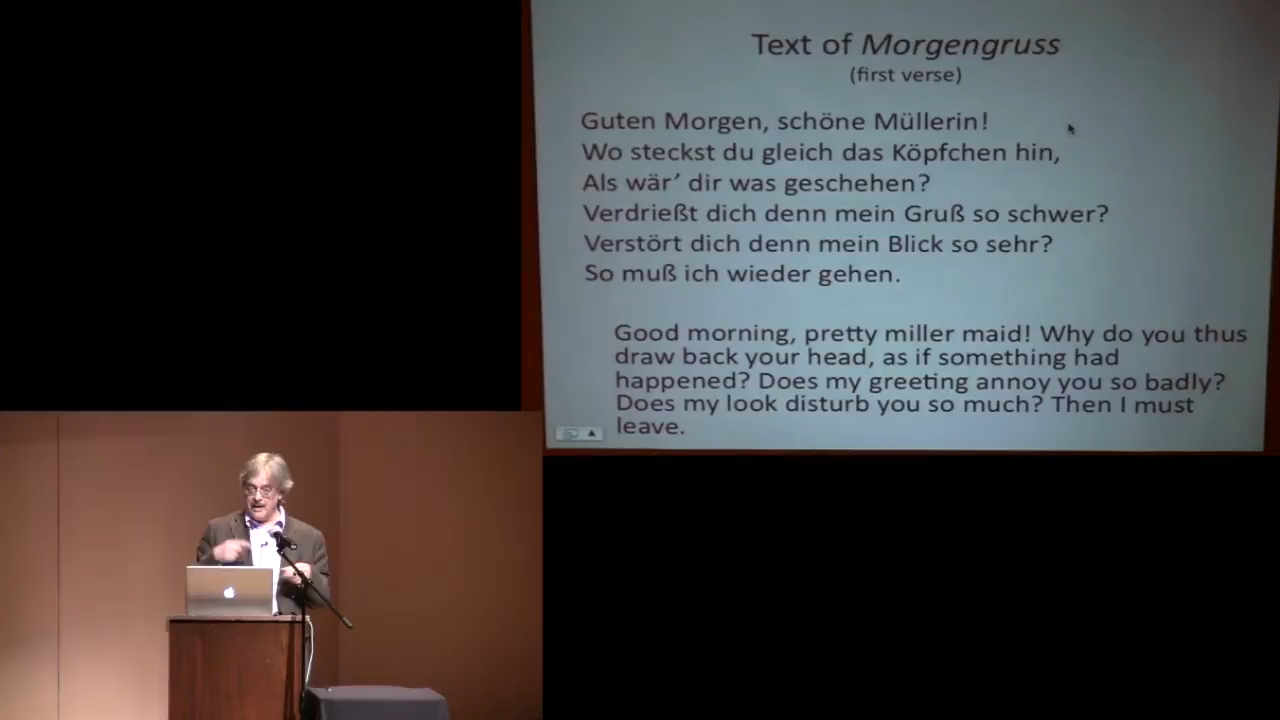 Text of Morgengruss
(first verse)
Guten Morgen, schöne Müllerin!
Wo steckst du gleich das Köpfchen hin,
Als wär’ dir was geschehen?
Verdrießt dich denn mein Gruß so schwer?
Verstört dich denn mein Blick so sehr?
So muß ich wieder gehen.
Good morning, pretty miller maid! Why do you thus
draw back your head, as if something had
happened? Does my greeting annoy you so badly?
Does my look disturb you so much? Then I must
leave.